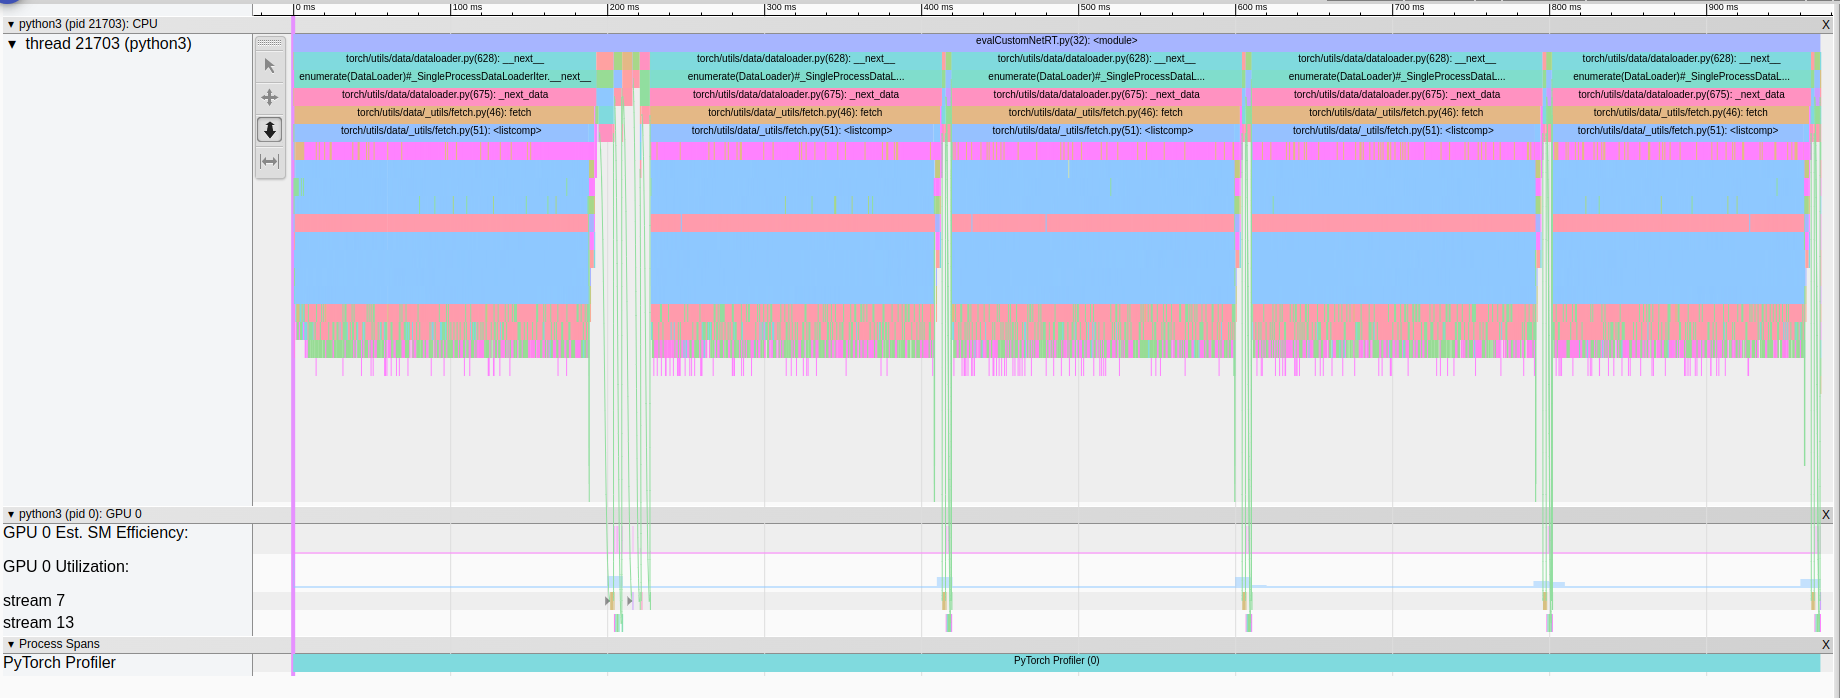 0 ms 100 ms 200 ms 300 ms 400 ms 500 ms 600 ms 700 ms 800 ms 900 ms
▼ python3 (pid 21703): CPU X
▼ thread 21703 (python3)
evalCustomNetRT.py(32): <module>
torch/utils/data/dataloader.py(628): __next__ torch/utils/data/dataloader.py(628): __next__ torch/utils/data/dataloader.py(628): __next__ torch/utils/data/dataloader.py(628): __next__ torch/utils/data/dataloader.py(628): __next__
enumerate(DataLoader)#_SingleProcessDataLoaderIter.__next__ enumerate(DataLoader)#_SingleProcessDataL... enumerate(DataLoader)#_SingleProcessDataL... enumerate(DataLoader)#_SingleProcessDataL... enumerate(DataLoader)#_SingleProcessDataL...
torch/utils/data/dataloader.py(675): _next_data torch/utils/data/dataloader.py(675): _next_data torch/utils/data/dataloader.py(675): _next_data torch/utils/data/dataloader.py(675): _next_data torch/utils/data/dataloader.py(675): _next_data
torch/utils/data/_utils/fetch.py(46): fetch torch/utils/data/_utils/fetch.py(46): fetch torch/utils/data/_utils/fetch.py(46): fetch torch/utils/data/_utils/fetch.py(46): fetch torch/utils/data/_utils/fetch.py(46): fetch
torch/utils/data/_utils/fetch.py(51): <listcomp> torch/utils/data/_utils/fetch.py(51): <listcomp> torch/utils/data/_utils/fetch.py(51): <listcomp> torch/utils/data/_utils/fetch.py(51): <listcomp> torch/utils/data/_utils/fetch.py(51): <listcomp>
▼ python3 (pid 0): GPU 0 X
GPU 0 Est. SM Efficiency:
GPU 0 Utilization:
stream 7
stream 13
▼ Process Spans X
PyTorch Profiler PyTorch Profiler (0)